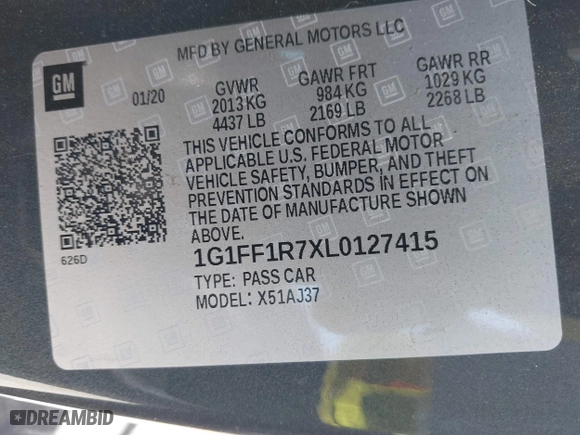 MFD BY GENERAL MOTORS LLC
GM
01/20
GVWR
2013 KG
4437 LB
GAWR FRT
984 KG
2169 LB
GAWR RR
1029 KG
2268 LB
THIS VEHICLE CONFORMS TO ALL
APPLICABLE U.S. FEDERAL MOTOR
VEHICLE SAFETY, BUMPER, AND THEFT
PREVENTION STANDARDS IN EFFECT ON
THE DATE OF MANUFACTURE SHOWN
ABOVE.
626D
1G1FF1R7XL0127415
TYPE: PASS CAR
MODEL: X51AJ37
DREAMBID